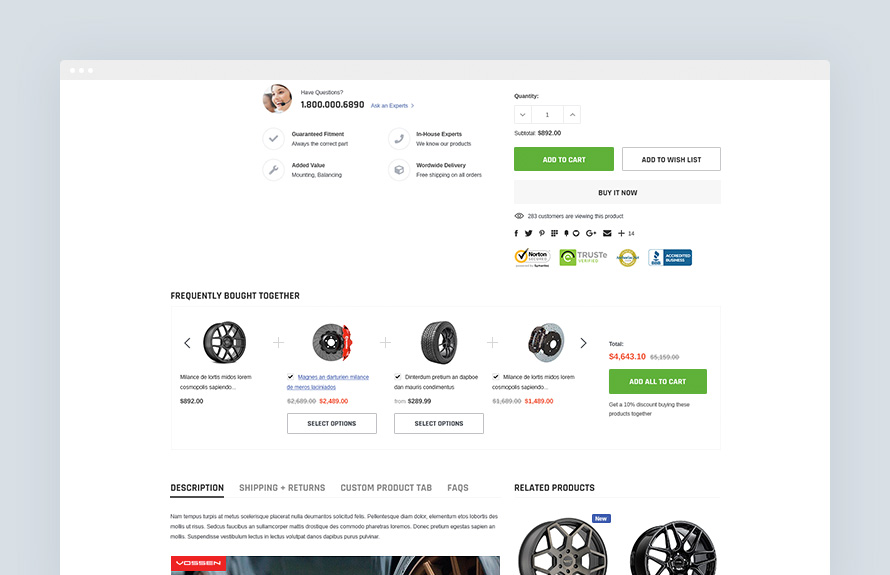 Have Questions?
1.800.000.6890 Ask an Experts >
Guaranteed Fitment
Always the correct part
In-House Experts
We know our products
Added Value
Mounting, Balancing
Wordwide Delivery
Free shipping on all orders
Quantity:
1
Subtotal: $892.00
ADD TO CART
ADD TO WISH LIST
BUY IT NOW
283 customers are viewing this product
14
Norton
SECURED
powered by Symantec
TRUSTe
VERIFIED
BBB
ACCREDITED
BUSINESS
FREQUENTLY BOUGHT TOGETHER
Milance de lortis midos lorem
cosmopolis sapiendo...
$892.00
Magnes an darturien milance
de meros laciniados
$2,689.00 $2,489.00
SELECT OPTIONS
Dinterdum pretium an dapboe
dan mauris condimentus
from $289.99
SELECT OPTIONS
Milance de lortis midos lorem
cosmopolis sapiendo...
$1,689.00 $1,489.00
Total:
$4,643.10 $5,159.00
ADD ALL TO CART
Get a 10% discount buying these
products together
DESCRIPTION
SHIPPING + RETURNS
CUSTOM PRODUCT TAB
FAQS
Nam tempus turpis at metus scelerisque placerat nulla deumantos solicitud felis. Pellentesque diam dolor, elementum etos lobortis des
mollis ut risus. Sedcus faucibus an sullamcorper mattis drostique des commodo pharetras loremos. Donec pretium egestas sapien an
mollis. Suspendisse vestibulum lectus in lectus volutpat danos dapibus purus pulvinar.
VOSSEN
RELATED PRODUCTS
New